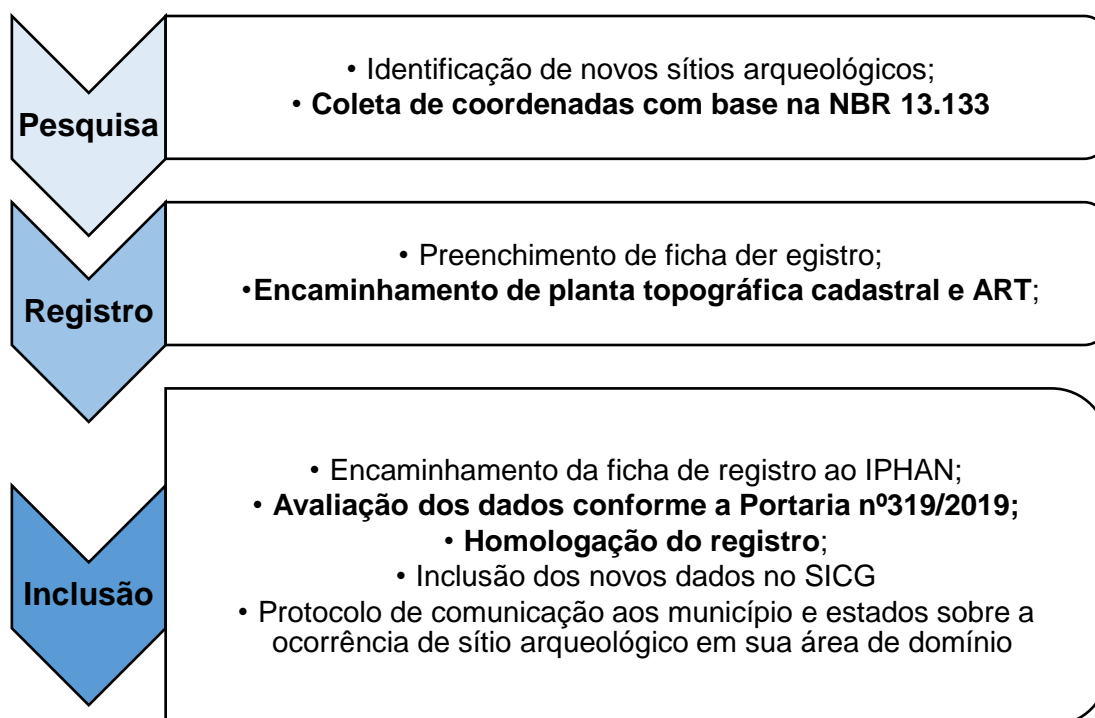 Pesquisa
• Identificação de novos sítios arqueológicos;
• Coleta de coordenadas com base na NBR 13.133
Registro
• Preenchimento de ficha der egistro;
•Encaminhamento de planta topográfica cadastral e ART;
Inclusão
• Encaminhamento da ficha de registro ao IPHAN;
• Avaliação dos dados conforme a Portaria nº319/2019;
• Homologação do registro;
• Inclusão dos novos dados no SICG
• Protocolo de comunicação aos município e estados sobre a
ocorrência de sítio arqueológico em sua área de domínio